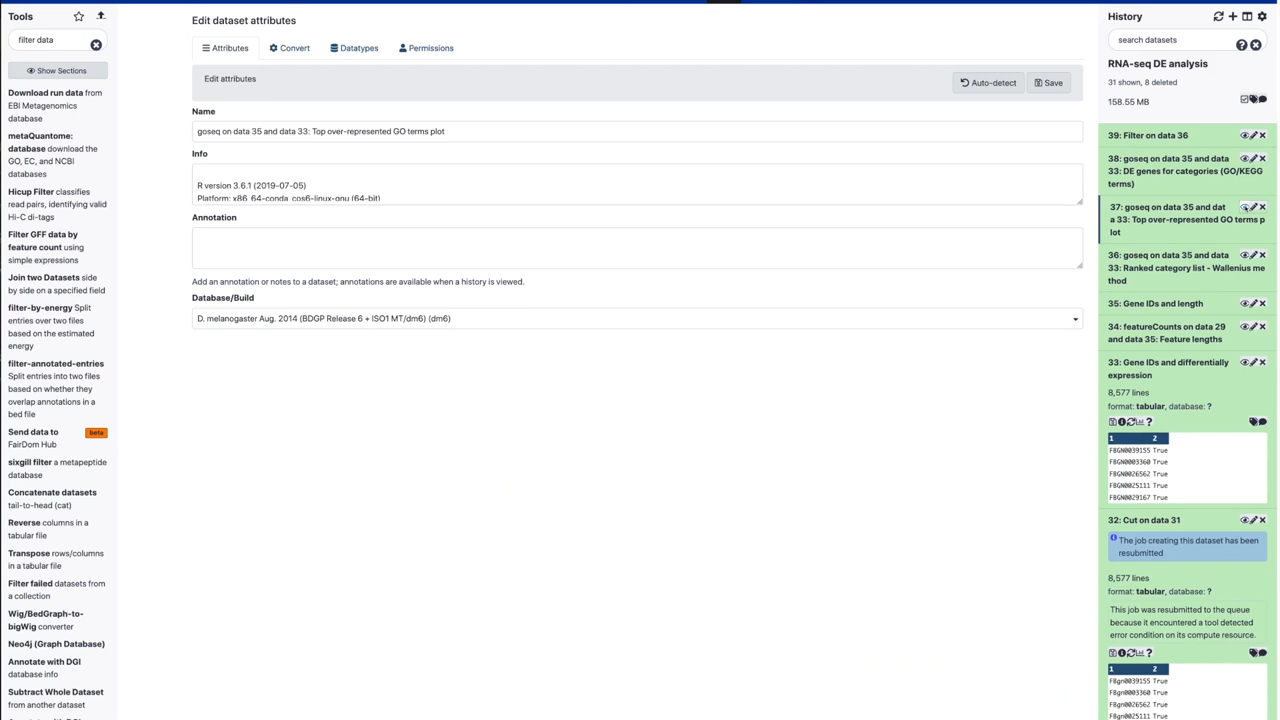 Tools
filter data
Show Sections
Download run data from
EBI Metagenomics
database
metaQuantome:
database download the
GO, EC, and NCBI
databases
Hicup Filter classifies
read pairs, identifying valid
Hi-C di-tags
Filter GFF data by
feature count using
simple expressions
Join two Datasets side
by side on a specified field
filter-by-energy Split
entries over two files
based on the estimated
energy
filter-annotated-entries
Split entries into two files
based on whether they
overlap annotations in a
bed file
Send data to beta
FairDom Hub
sixgill filter a metapeptide
database
Concatenate datasets
tail-to-head (cat)
Reverse columns in a
tabular file
Transpose rows/columns
in a tabular file
Filter failed datasets from
a collection
Wig/BedGraph-to-
bigWig converter
Neo4j (Graph Database)
Annotate with DGI
database info
Subtract Whole Dataset
from another dataset
Edit dataset attributes
Attributes Convert Datatypes Permissions
Edit attributes Auto-detect Save
Name
goseq on data 35 and data 33: Top over-represented GO terms plot
Info
R version 3.6.1 (2019-07-05)
Platform: x86_64-conda_cos6-linux-gnu (64-bit)
Annotation
Add an annotation or notes to a dataset; annotations are available when a history is viewed.
Database/Build
D. melanogaster Aug. 2014 (BDGP Release 6 + ISO1 MT/dm6) (dm6)
History
search datasets
RNA-seq DE analysis
31 shown, 8 deleted
158.55 MB
39: Filter on data 36
38: goseq on data 35 and data
33: DE genes for categories (GO/KEGG
terms)
37: goseq on data 35 and dat
a 33: Top over-represented GO terms p
lot
36: goseq on data 35 and data
33: Ranked category list - Wallenius me
thod
35: Gene IDs and length
34: featureCounts on data 29
and data 35: Feature lengths
33: Gene IDs and differentially
expression
8,577 lines
format: tabular, database: ?
1 2
FBGN0039155 True
FBGN0003360 True
FBGN0026562 True
FBGN0025111 True
FBGN0029167 True
32: Cut on data 31
The job creating this dataset has been
resubmitted
8,577 lines
format: tabular, database: ?
This job was resubmitted to the queue
because it encountered a tool detected
error condition on its compute resource.
1 2
FBgn0039155 True
FBgn0003360 True
FBgn0026562 True
FBgn0025111 True